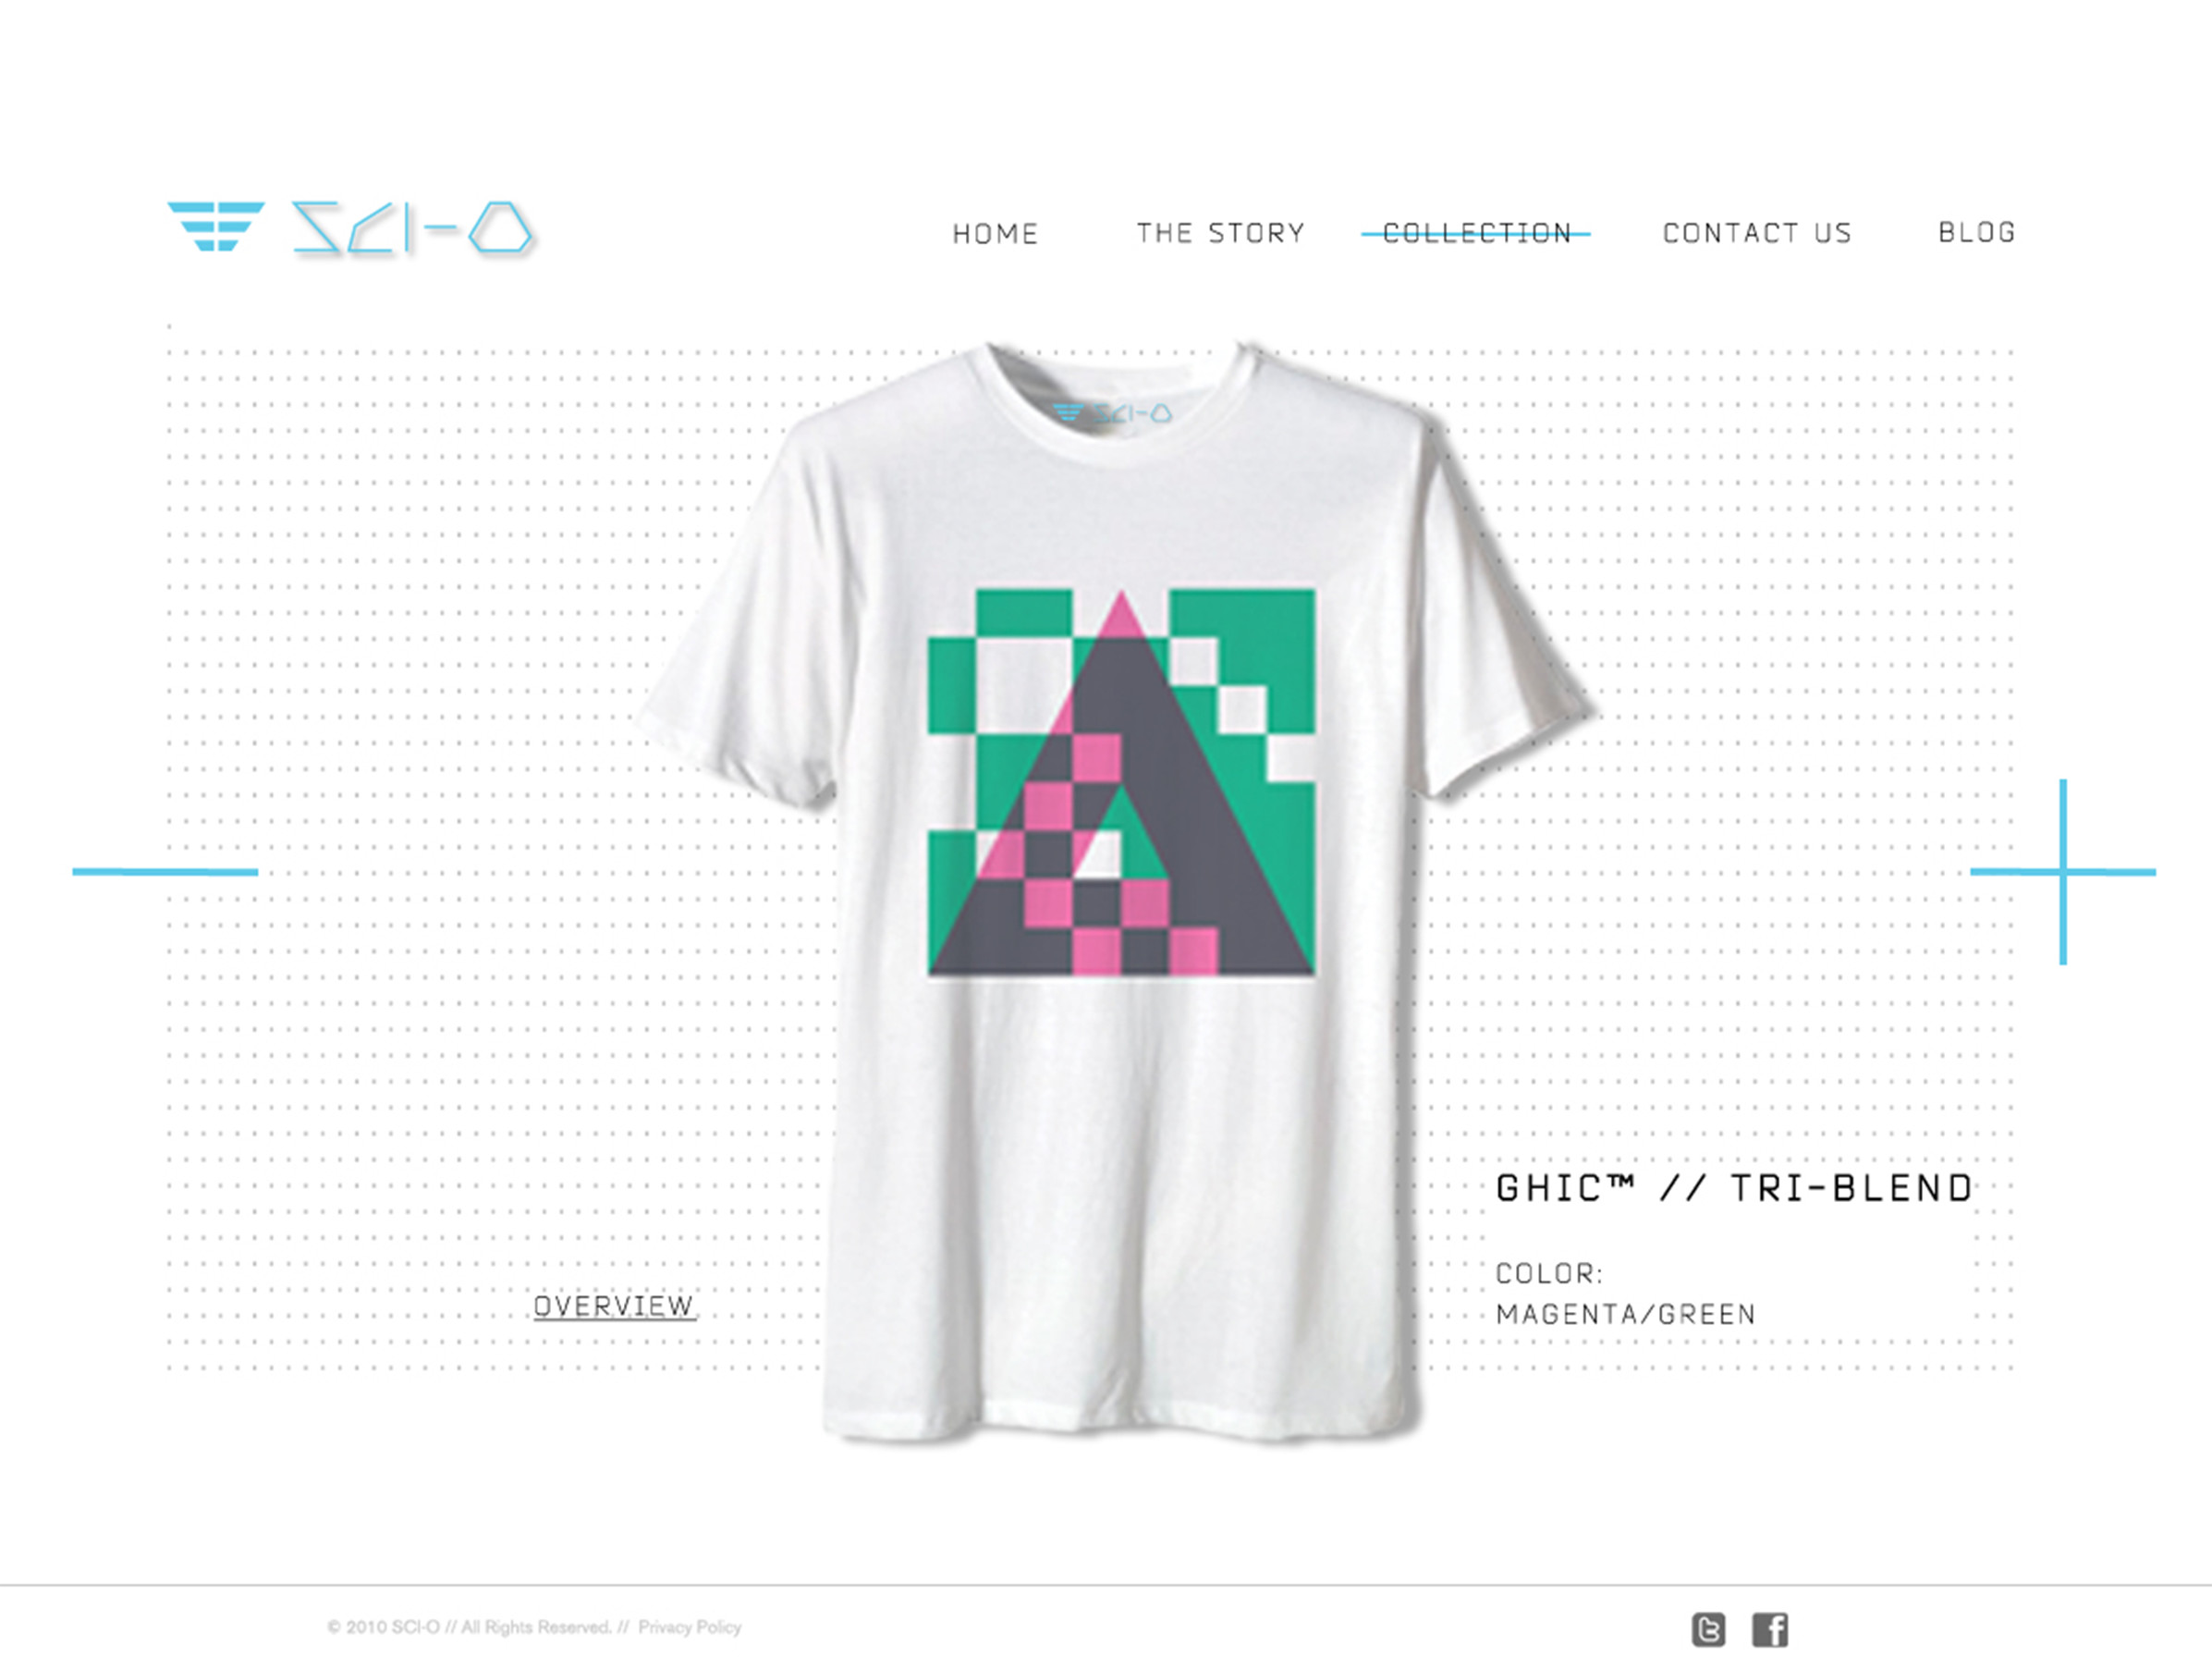 SCI-O
HOME THE STORY COLLECTION CONTACT US BLOG
SCI-O
GHIC™ // TRI-BLEND
COLOR:
MAGENTA/GREEN
OVERVIEW
© 2010 SCI-O // All Rights Reserved. // Privacy Policy